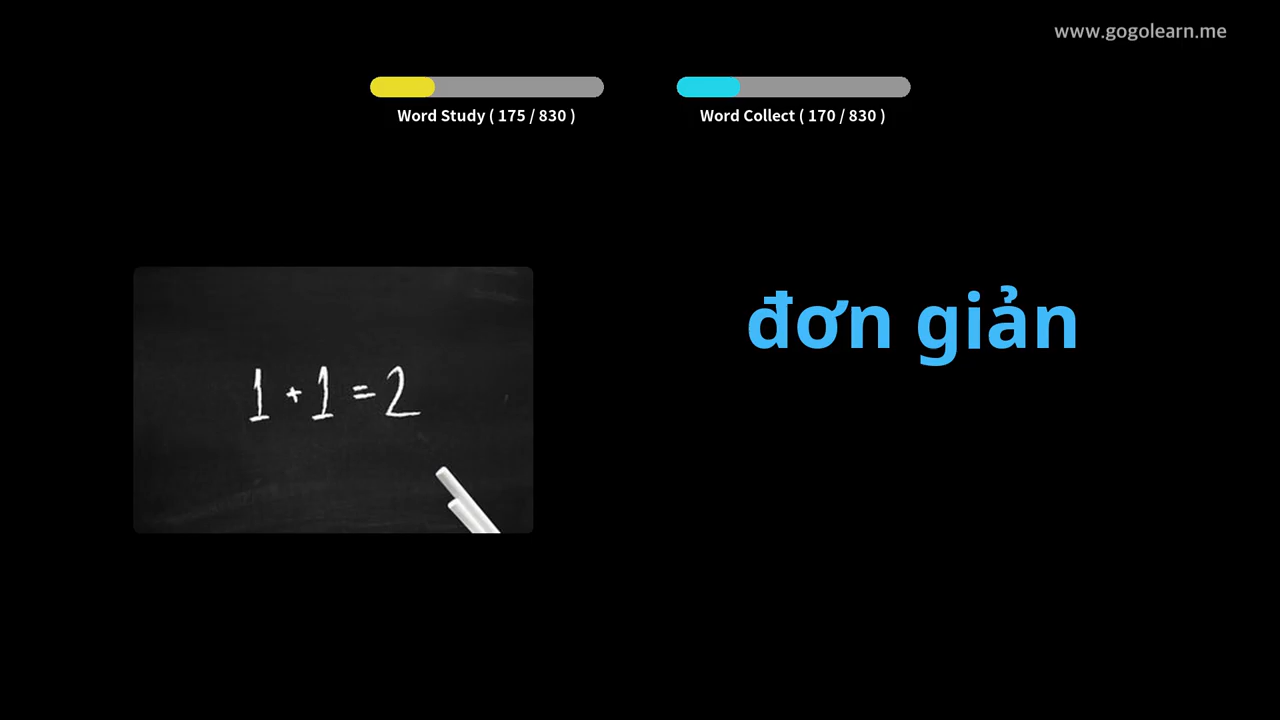 www.gogolearn.me
Word Study ( 175 / 830 )
Word Collect ( 170 / 830 )
đơn giản
1 + 1 = 2